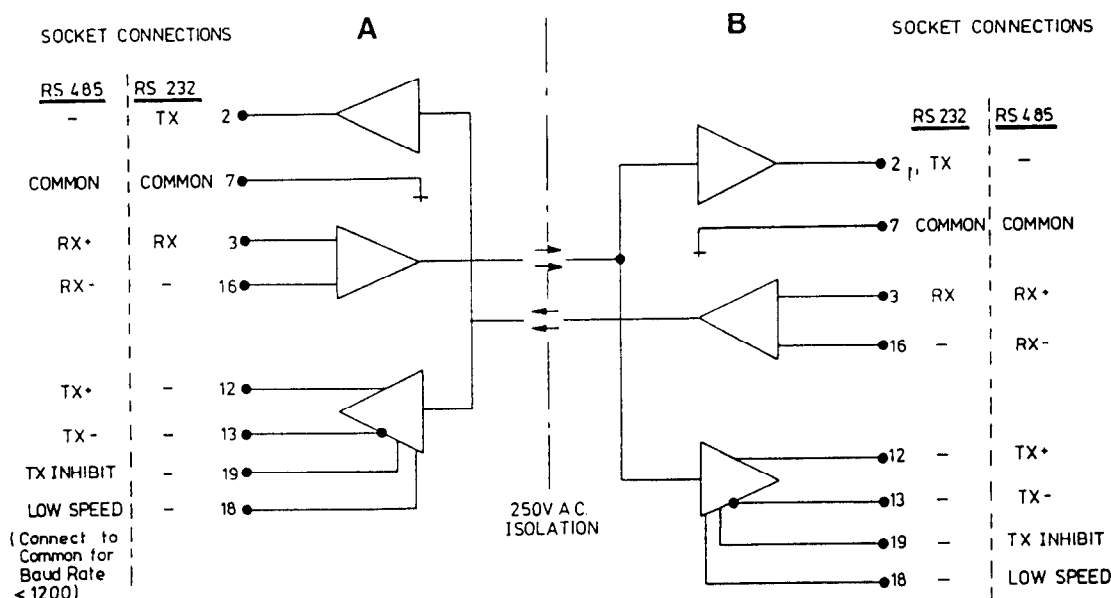 SOCKET CONNECTIONS
A
RS 485 RS 232
- TX 2
COMMON COMMON 7
RX+ RX 3
RX- - 16
TX+ - 12
TX- - 13
TX INHIBIT - 19
LOW SPEED - 18
(Connect to
Common for
Baud Rate
< 1200)
250V A.C.
ISOLATION
B
SOCKET CONNECTIONS
RS 232 RS 485
2 TX -
7 COMMON COMMON
3 RX RX+
16 - RX-
12 - TX+
13 - TX-
19 - TX INHIBIT
18 - LOW SPEED